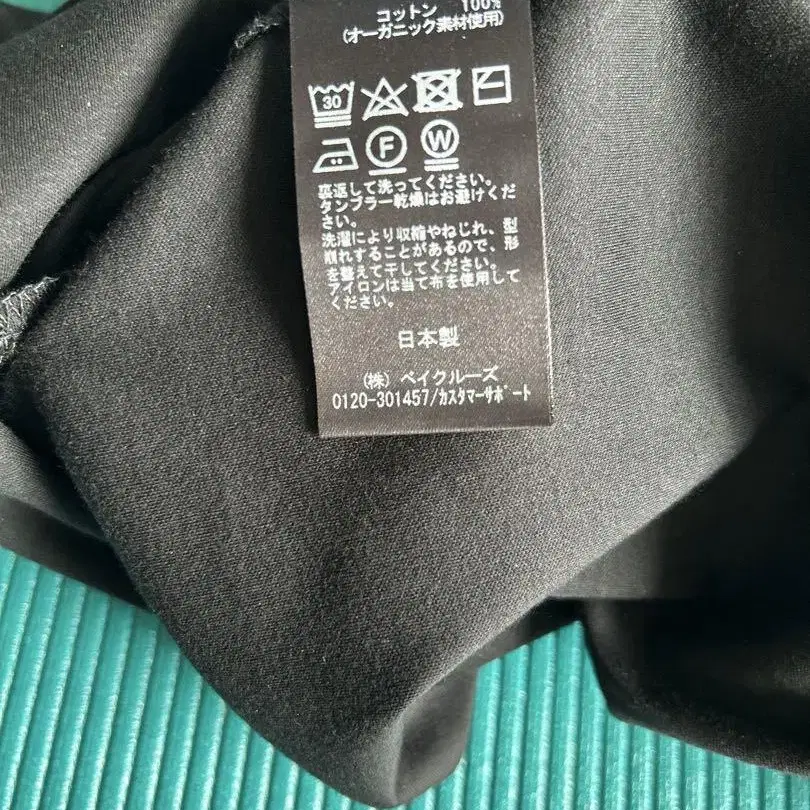 コットン 100%
(オーガニック素材使用)
30
F W
裏返して洗ってください。
タンブラー乾燥はお避けくだ
さい。
洗濯により収縮やねじれ、型
崩れすることがあるので、形
を整えて干してください。
アイロンは当て布を使用して
ください。
日本製
(株) ベイクルーズ
0120-301457/カスタマーサポート